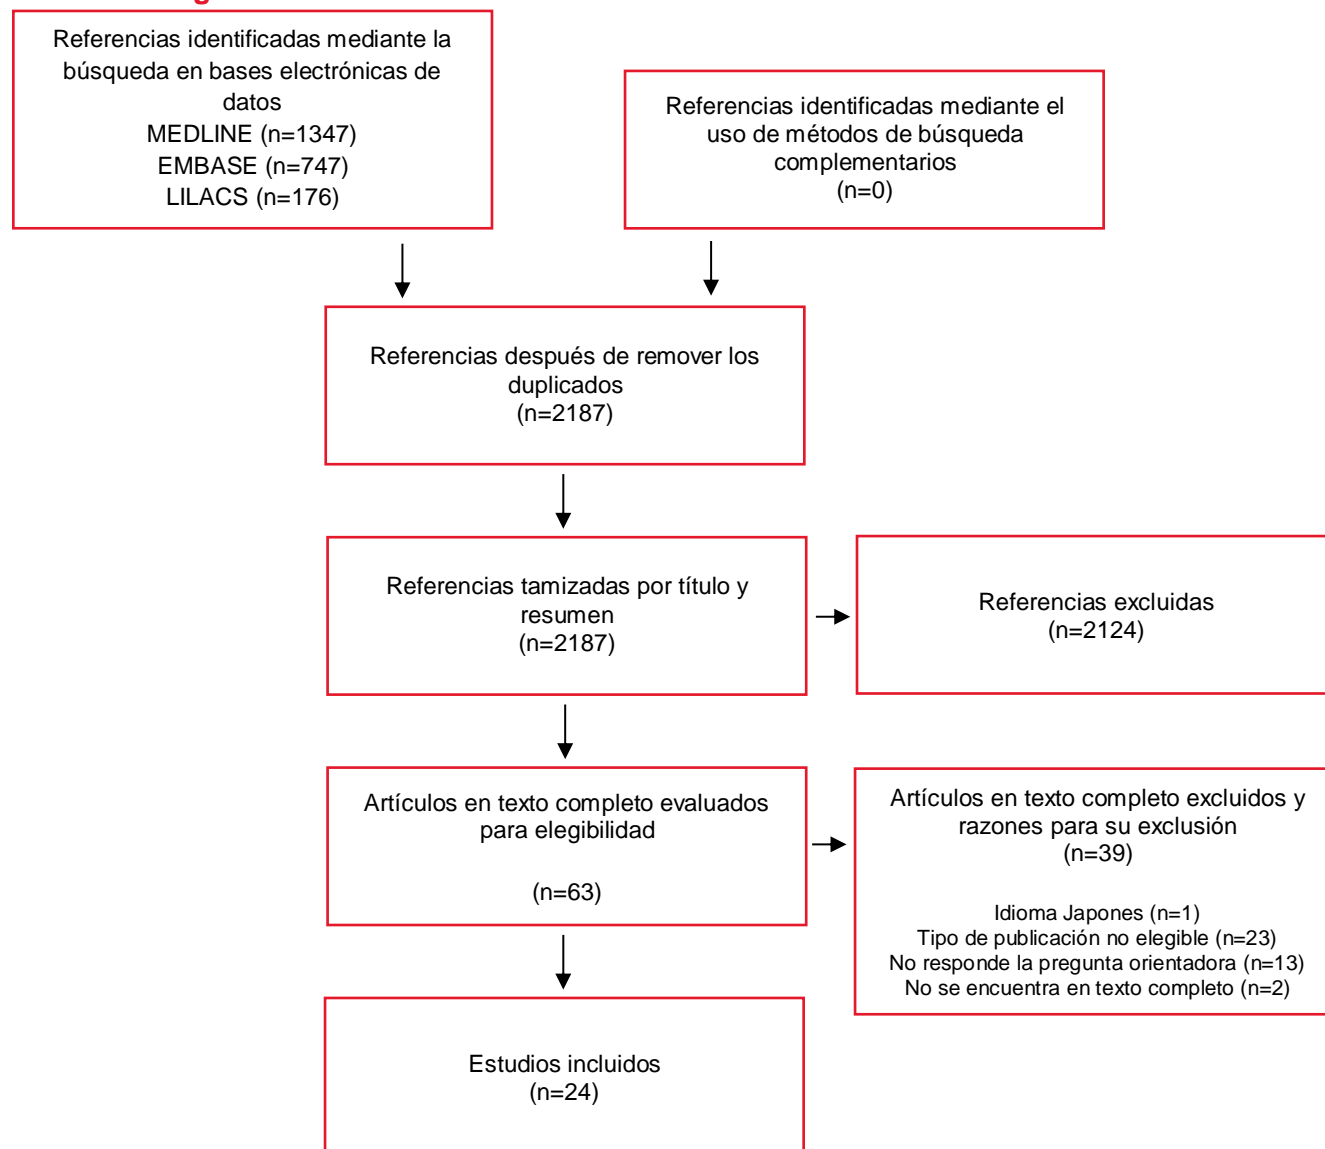 Referencias identificadas mediante la
búsqueda en bases electrónicas de
datos
MEDLINE (n=1347)
EMBASE (n=747)
LILACS (n=176)
Referencias identificadas mediante el
uso de métodos de búsqueda
complementarios
(n=0)
Referencias después de remover los
duplicados
(n=2187)
Referencias tamizadas por título y
resumen
(n=2187)
Referencias excluidas
(n=2124)
Artículos en texto completo evaluados
para elegibilidad
(n=63)
Artículos en texto completo excluidos y
razones para su exclusión
(n=39)
Idioma Japones (n=1)
Tipo de publicación no elegible (n=23)
No responde la pregunta orientadora (n=13)
No se encuentra en texto completo (n=2)
Estudios incluidos
(n=24)